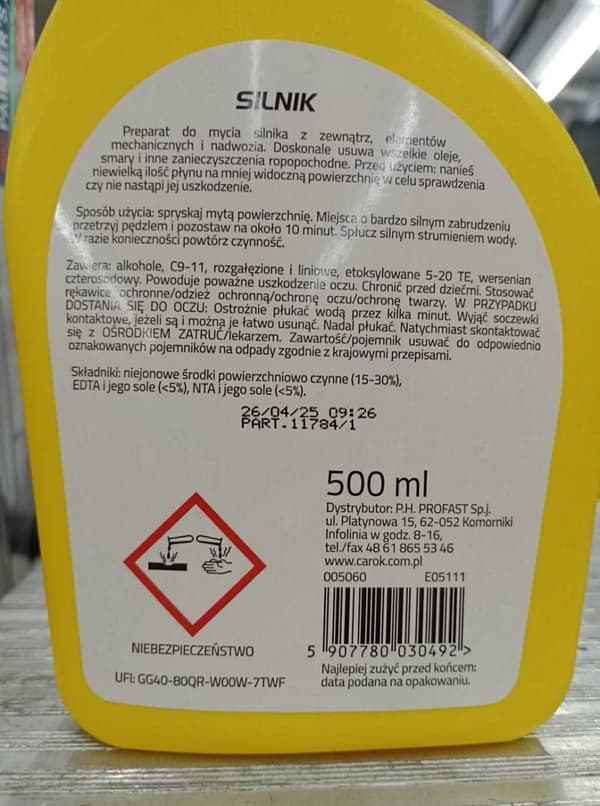 SILNIK
Preparat do mycia silnika z zewnątrz, elementów
mechanicznych i nadwozia. Doskonale usuwa wszelkie oleje,
smary i inne zanieczyszczenia ropopochodne. Przed użyciem: nanieś
niewielką ilość płynu na mniej widoczną powierzchnię w celu sprawdzenia
czy nie nastąpi jej uszkodzenie.
Sposób użycia: spryskaj mytą powierzchnię. Miejsca o bardzo silnym zabrudzeniu
przetrzyj pędzlem i pozostaw na około 10 minut. Spłucz silnym strumieniem wody.
W razie konieczności powtórz czynność.
Zawiera: alkohole, C9-11, rozgałęzione i liniowe, etoksylowane 5-20 TE, wersenian
czterosodowy. Powoduje poważne uszkodzenie oczu. Chronić przed dziećmi. Stosować
rękawice ochronne/odzież ochronną/ochronę oczu/ochronę twarzy. W PRZYPADKU
DOSTANIA SIĘ DO OCZU: Ostrożnie płukać wodą przez kilka minut. Wyjąć soczewki
kontaktowe, jeżeli są i można je łatwo usunąć. Nadal płukać. Natychmiast skontaktować
się z OŚRODKIEM ZATRUĆ/lekarzem. Zawartość/pojemnik usuwać do odpowiednio
oznakowanych pojemników na odpady zgodnie z krajowymi przepisami.
Składniki: niejonowe środki powierzchniowo czynne (15-30%),
EDTA i jego sole (<5%), NTA i jego sole (<5%).
26/04/25 09:26
PART.11784/1
500 ml
Dystrybutor: P.H. PROFAST Sp.j.
ul. Platynowa 15, 62-052 Komorniki
Infolinia w godz. 8-16,
tel./fax 48 61 865 53 46
www.carok.com.pl
005060 E05111
5 907780 030492 >
Najlepiej zużyć przed końcem:
data podana na opakowaniu.
NIEBEZPIECZEŃSTWO
UFI: GG40-80QR-W00W-7TWF